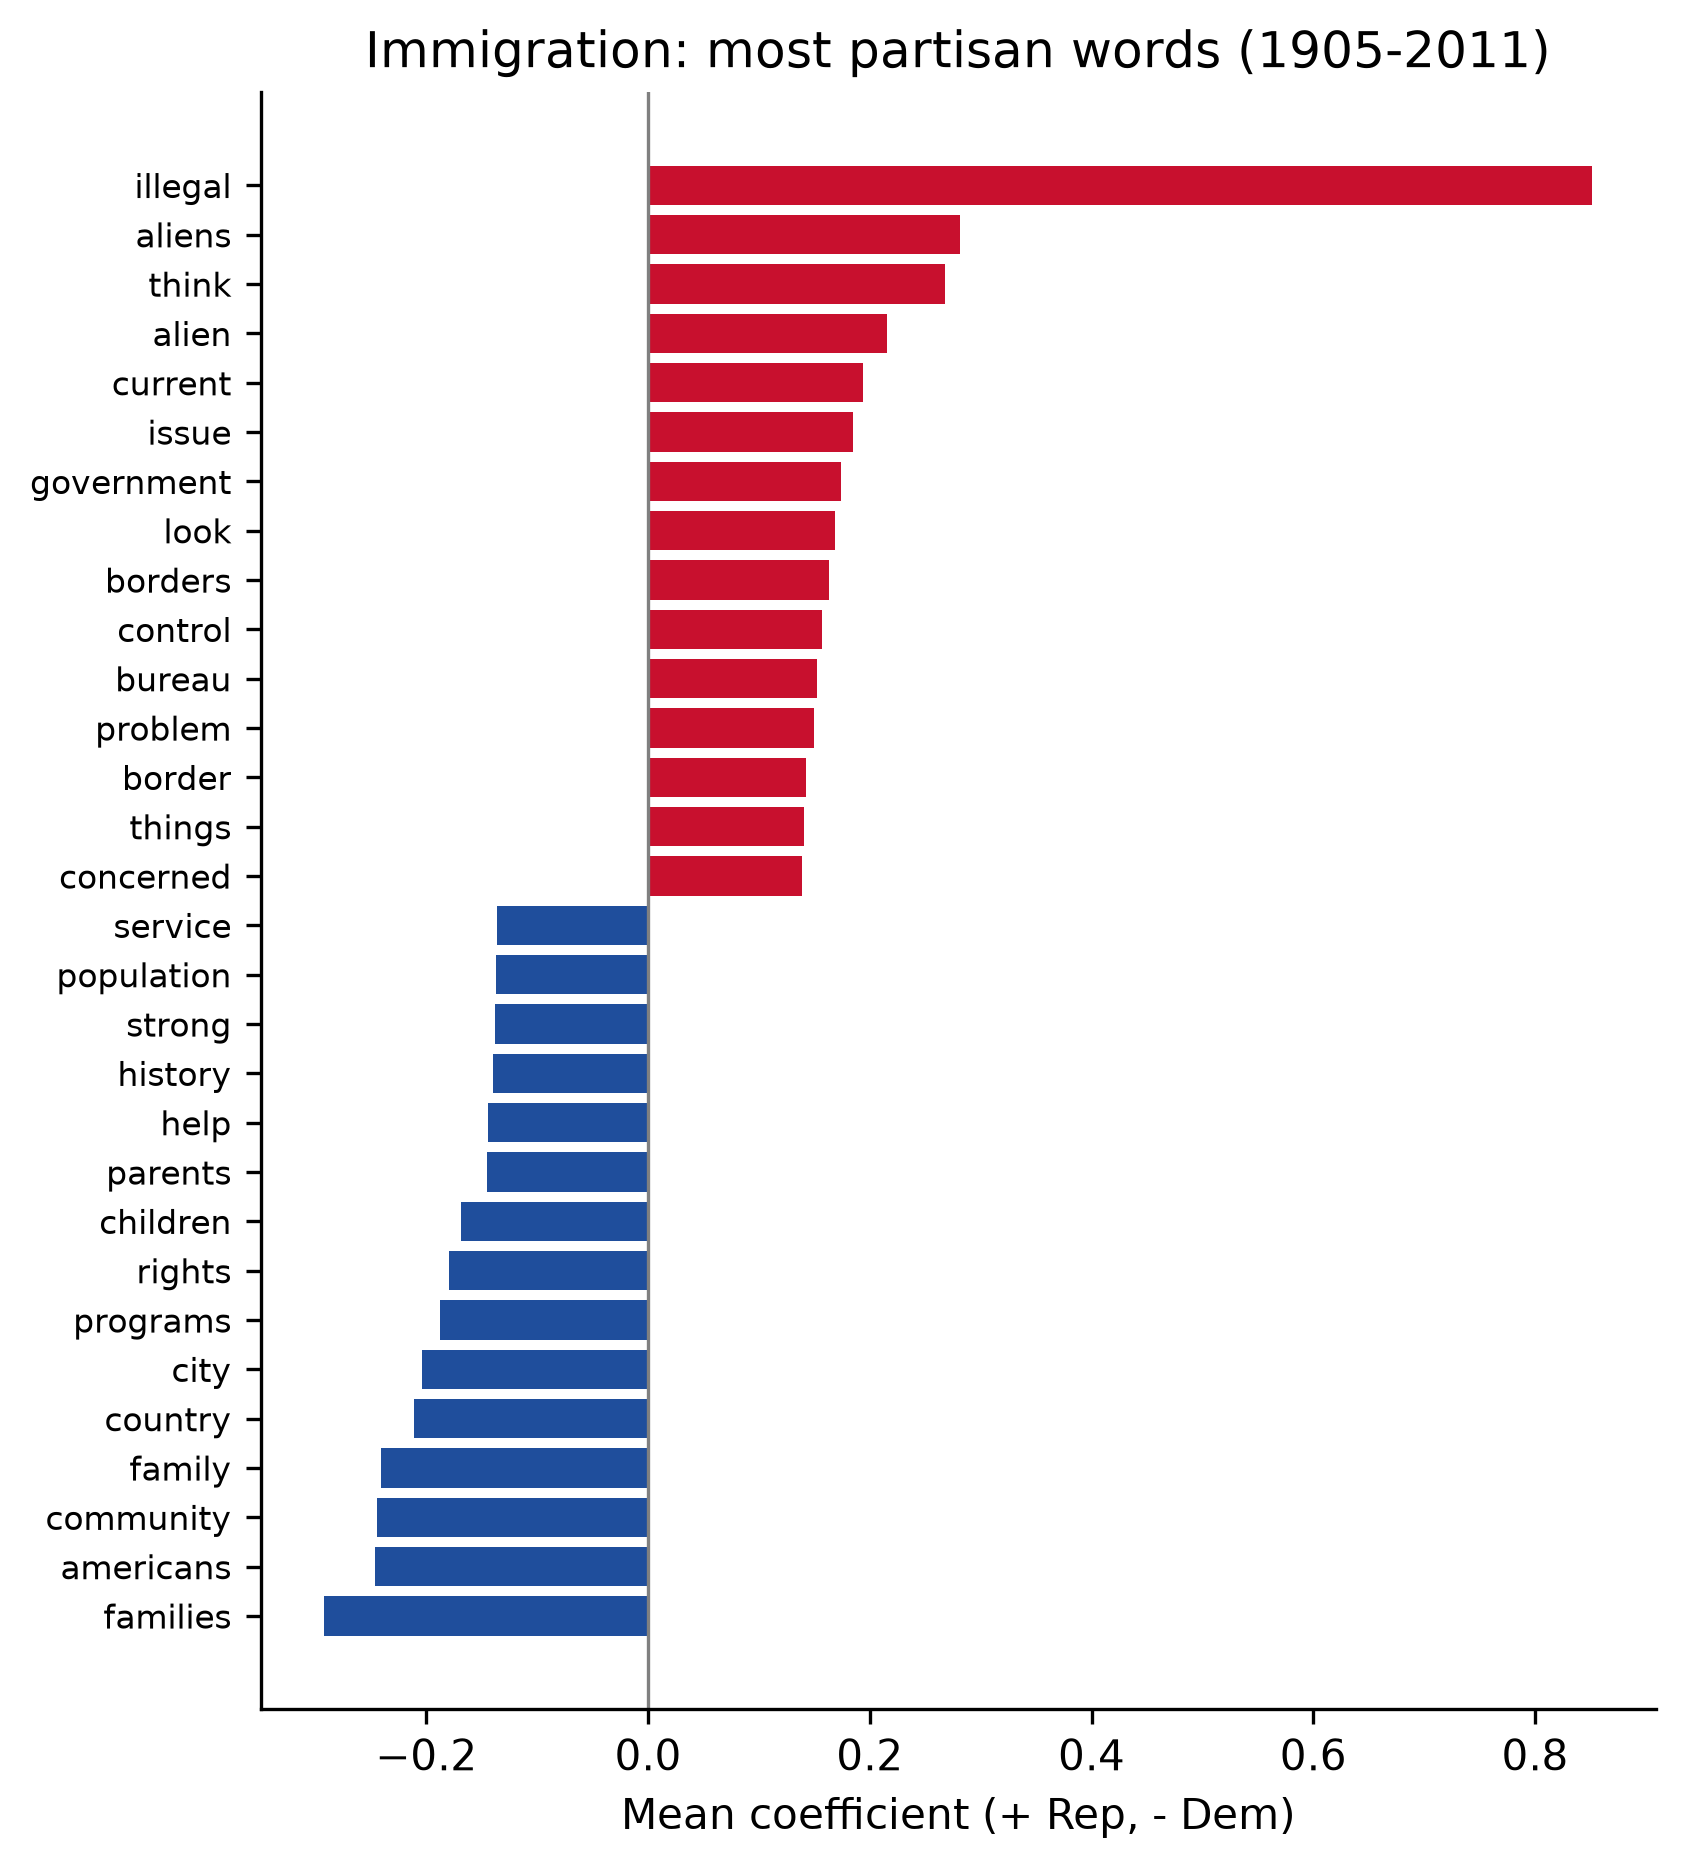 Immigration: most partisan words (1905-2011)
illegal
aliens
think
alien
current
issue
government
look
borders
control
bureau
problem
border
things
concerned
service
population
strong
history
help
parents
children
rights
programs
city
country
family
community
americans
families
−0.2 0.0 0.2 0.4 0.6 0.8
Mean coefficient (+ Rep, - Dem)